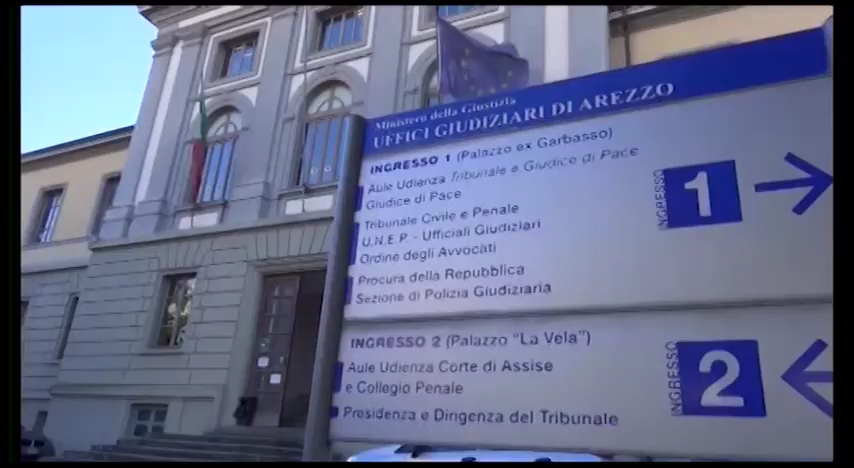 Ministero della Giustizia
UFFICI GIUDIZIARI DI AREZZO
INGRESSO 1 (Palazzo ex Garbasso)
Aule Udienza Tribunale e Giudice di Pace
Giudice di Pace
Tribunale Civile e Penale
U.N.E.P. - Ufficiali Giudiziari
Ordine degli Avvocati
Procura della Repubblica
Sezione di Polizia Giudiziaria
INGRESSO 1
INGRESSO 2 (Palazzo "La Vela")
Aule Udienza Corte di Assise
e Collegio Penale
Presidenza e Dirigenza del Tribunale
INGRESSO 2